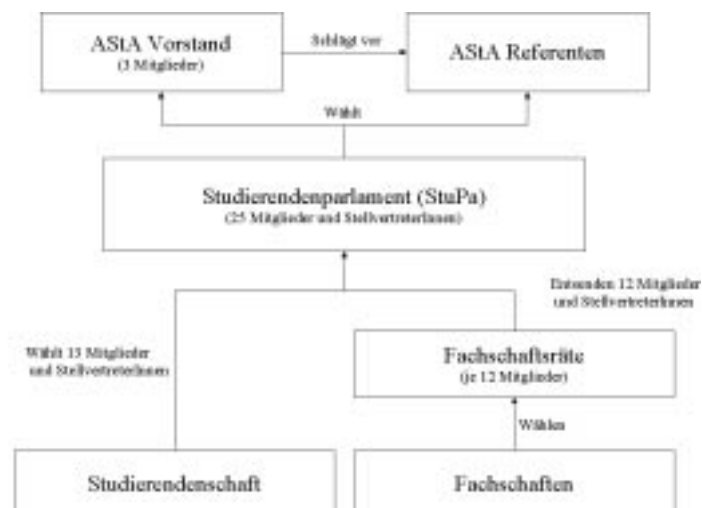 AStA Vorstand
(3 Mitglieder)
Schlägt vor
AStA Referenten
Wählt
Studierendenparlament (StuPa)
(25 Mitglieder und StellvertreterInnen)
Entsenden 12 Mitglieder
und StellvertreterInnen
Wählt 13 Mitglieder
und StellvertreterInnen
Fachschaftsräte
(je 12 Mitglieder)
Wählen
Studierendenschaft
Fachschaften